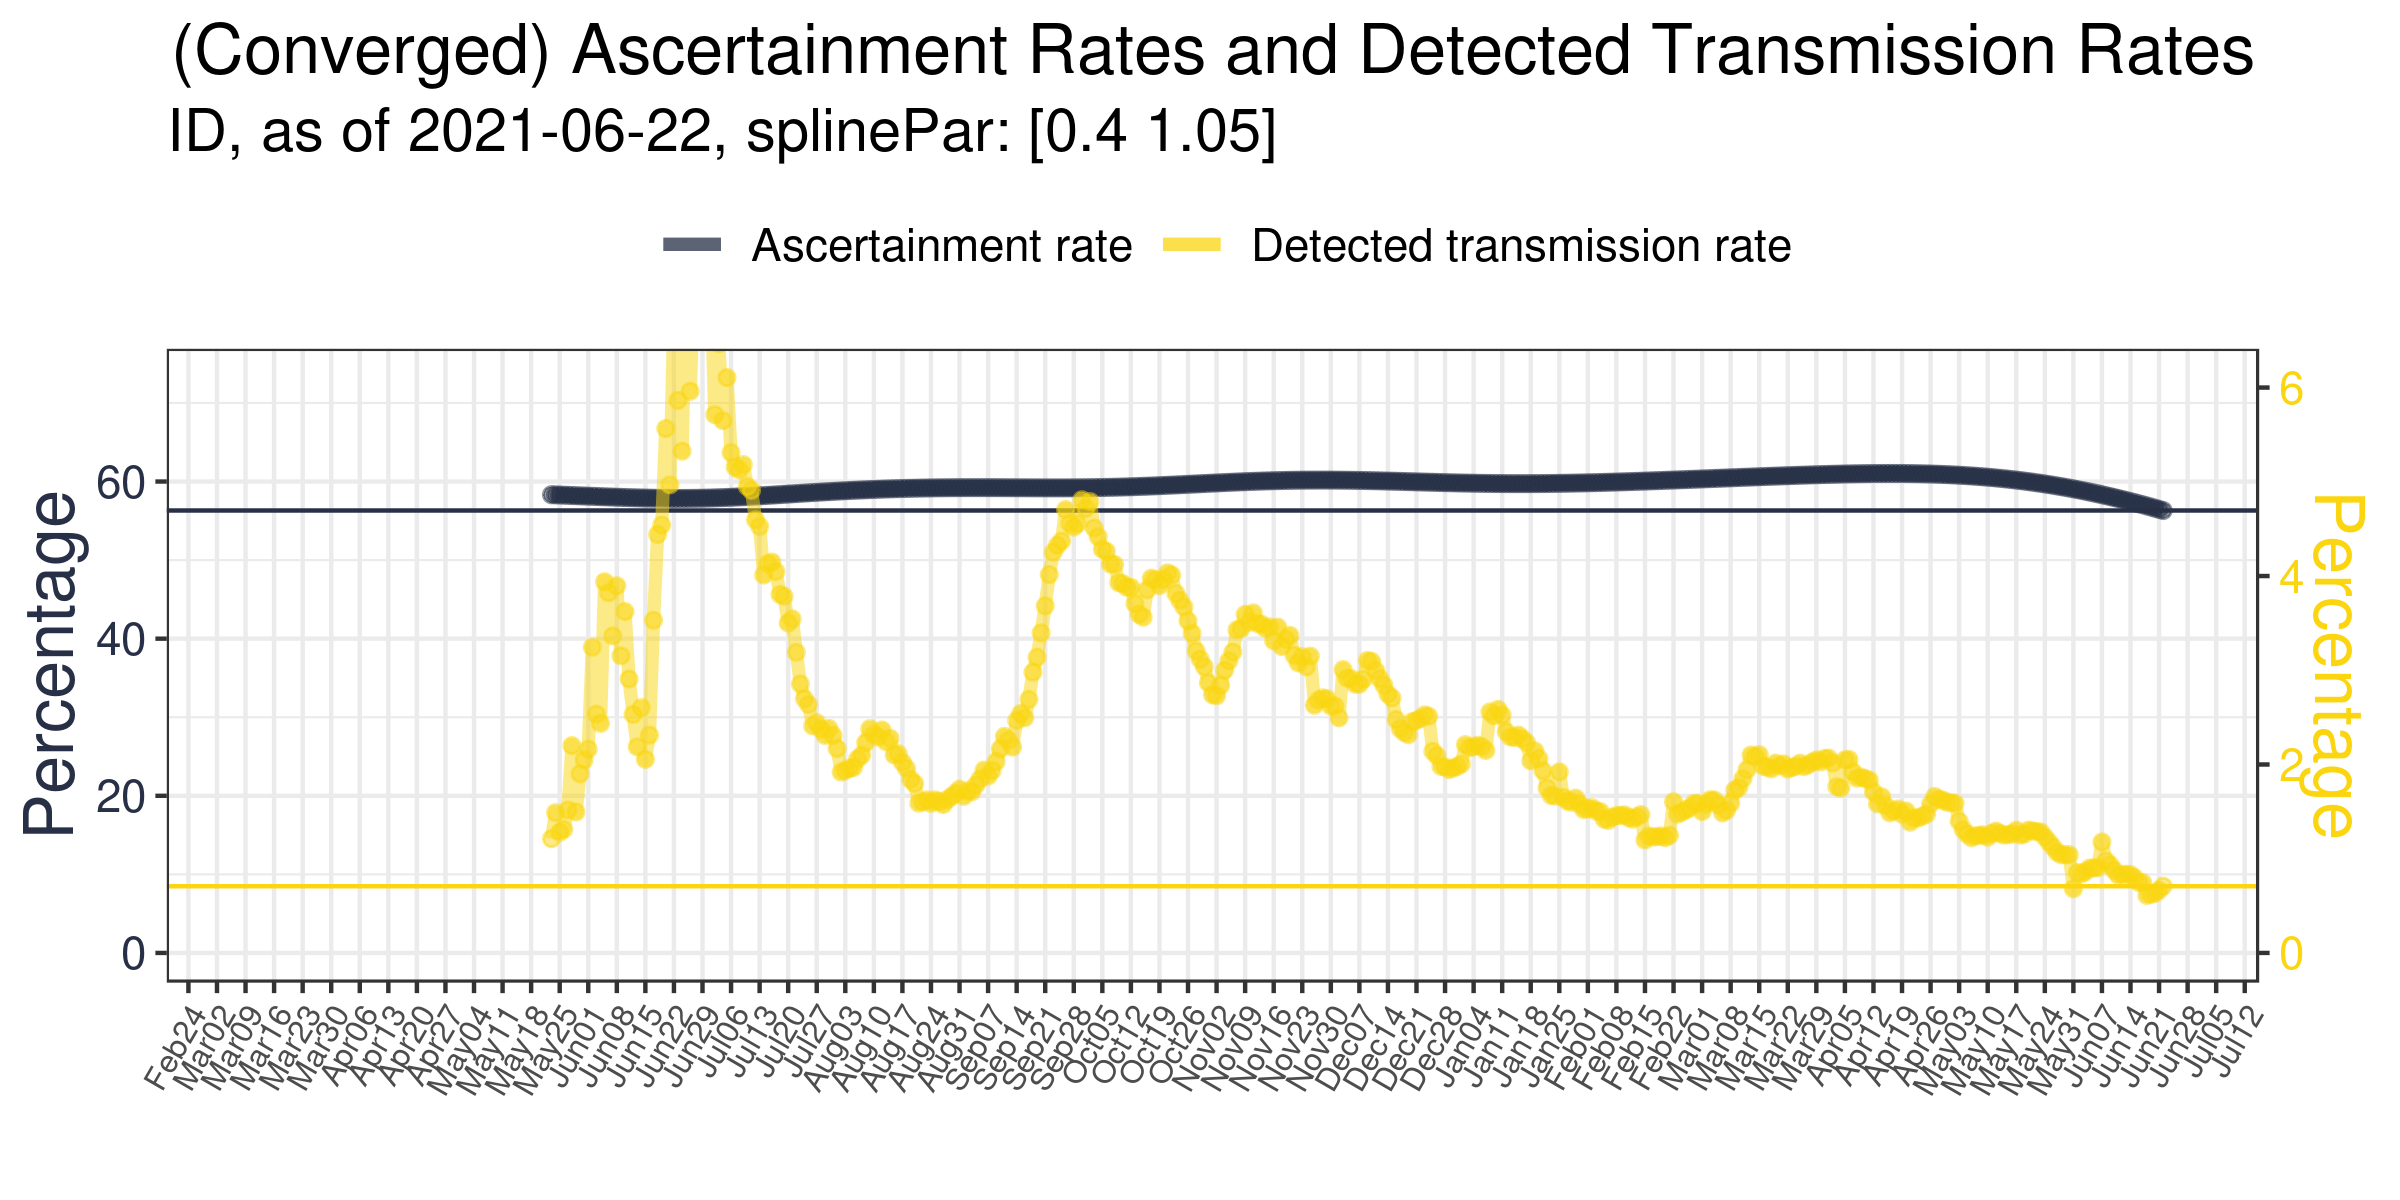 (Converged) Ascertainment Rates and Detected Transmission Rates
ID, as of 2021-06-22, splinePar: [0.4 1.05]
Ascertainment rate Detected transmission rate
Percentage
60
40
20
0
6
4
2
0
Percentage
Feb24
Mar02
Mar09
Mar16
Mar23
Mar30
Apr06
Apr13
Apr20
Apr27
May04
May11
May18
May25
Jun01
Jun08
Jun15
Jun22
Jun29
Jul06
Jul13
Jul20
Jul27
Aug03
Aug10
Aug17
Aug24
Aug31
Sep07
Sep14
Sep21
Sep28
Oct05
Oct12
Oct19
Oct26
Nov02
Nov09
Nov16
Nov23
Nov30
Dec07
Dec14
Dec21
Dec28
Jan04
Jan11
Jan18
Jan25
Feb01
Feb08
Feb15
Feb22
Mar01
Mar08
Mar15
Mar22
Mar29
Apr05
Apr12
Apr19
Apr26
May03
May10
May17
May24
May31
Jun07
Jun14
Jun21
Jun28
Jul05
Jul12